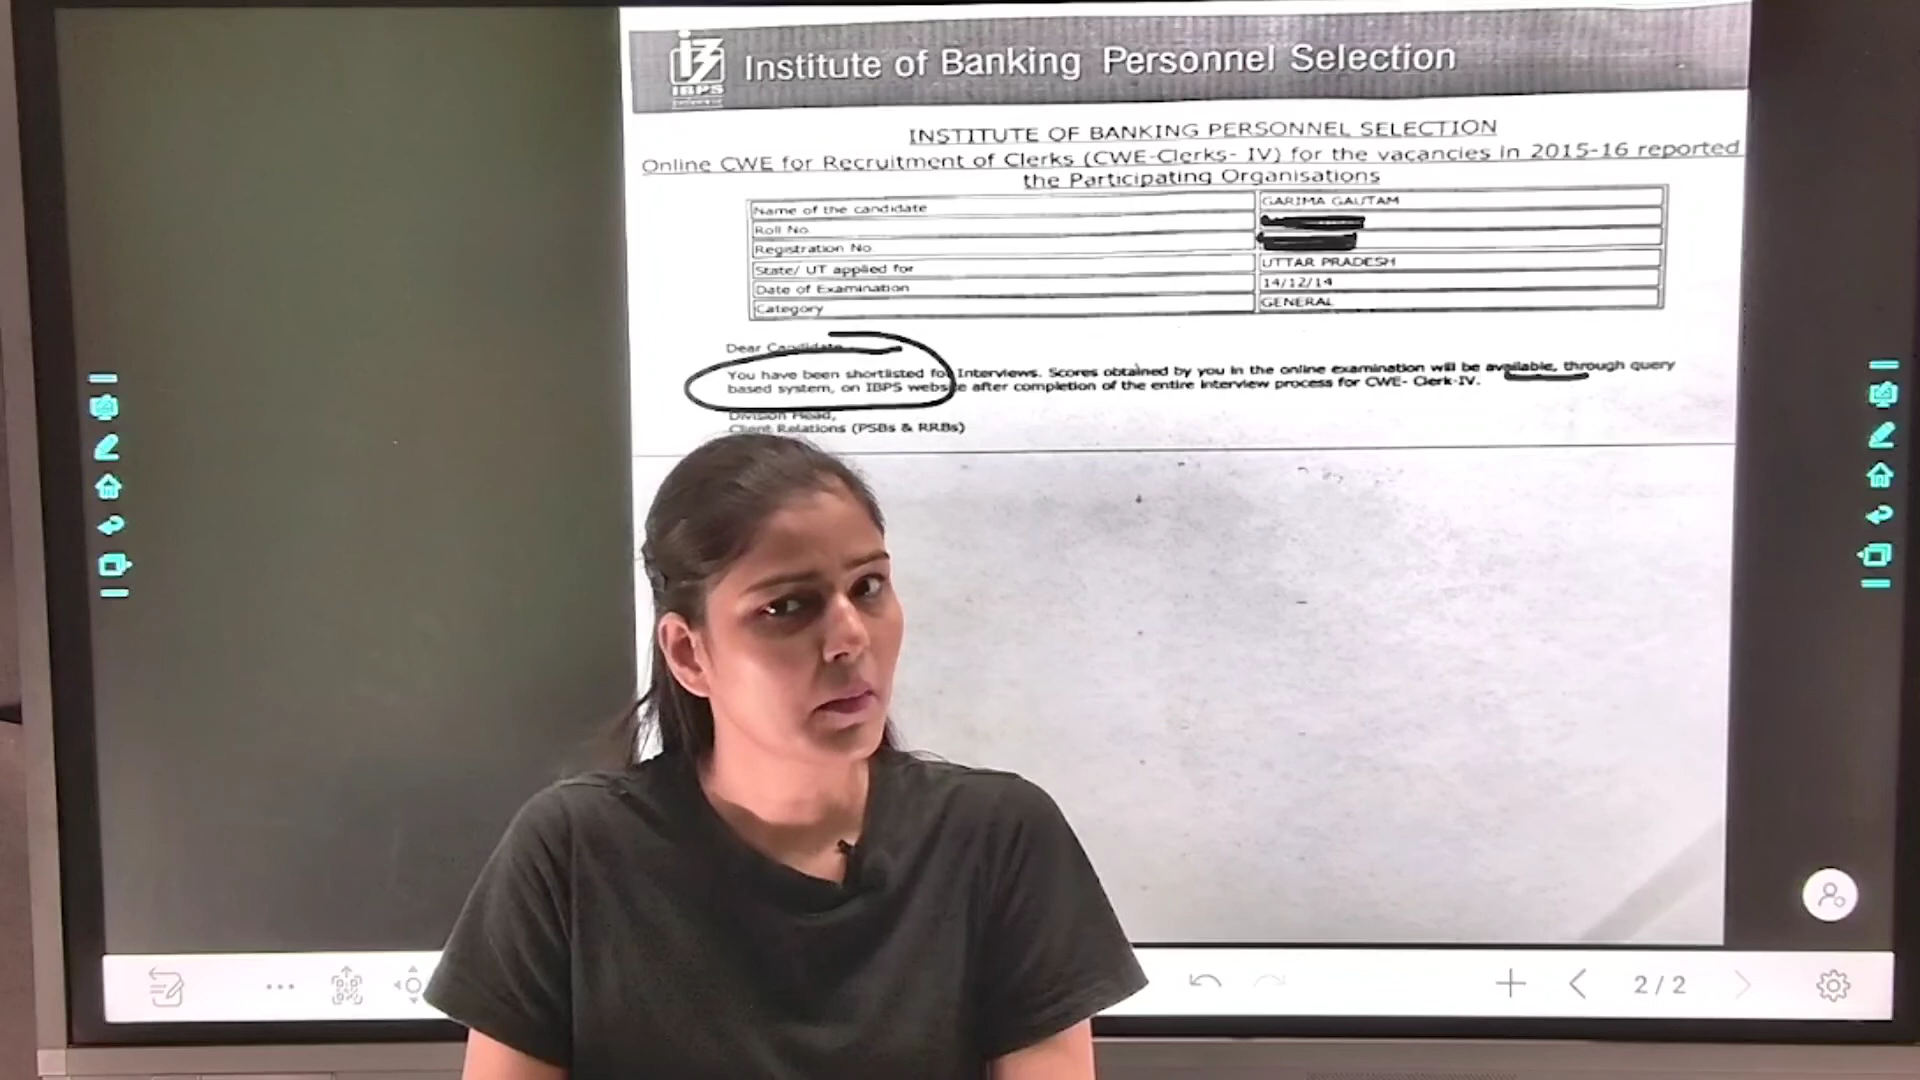 IBPS
Institute of Banking Personnel Selection
INSTITUTE OF BANKING PERSONNEL SELECTION
Online CWE for Recruitment of Clerks (CWE-Clerks- IV) for the vacancies in 2015-16 reported
the Participating Organisations
Name of the candidate GARIMA GAUTAM
Roll No
Registration No
State/ UT applied for UTTAR PRADESH
Date of Examination 14/12/14
Category GENERAL
Dear Candidate
You have been shortlisted for Interviews. Scores obtained by you in the online examination will be available, through query
based system, on IBPS website after completion of the entire interview process for CWE- Clerk-IV.
Division Head,
Client Relations (PSBs & RRBs)
2/2